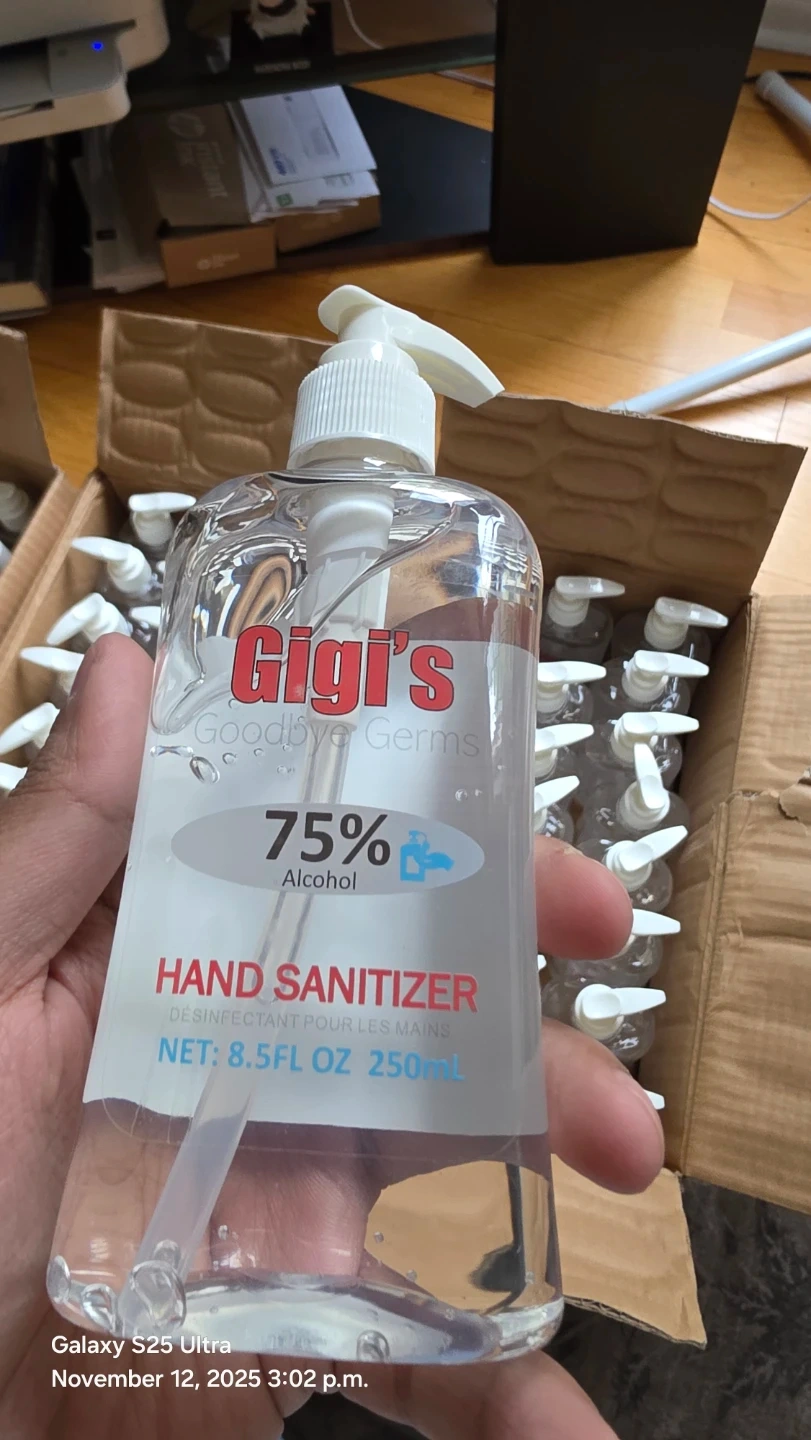 Gigi's
Goodbye Germs
75%
Alcohol
HAND SANITIZER
DÉSINFECTANT POUR LES MAINS
NET: 8.5FL OZ 250mL
Galaxy S25 Ultra
November 12, 2025 3:02 p.m.